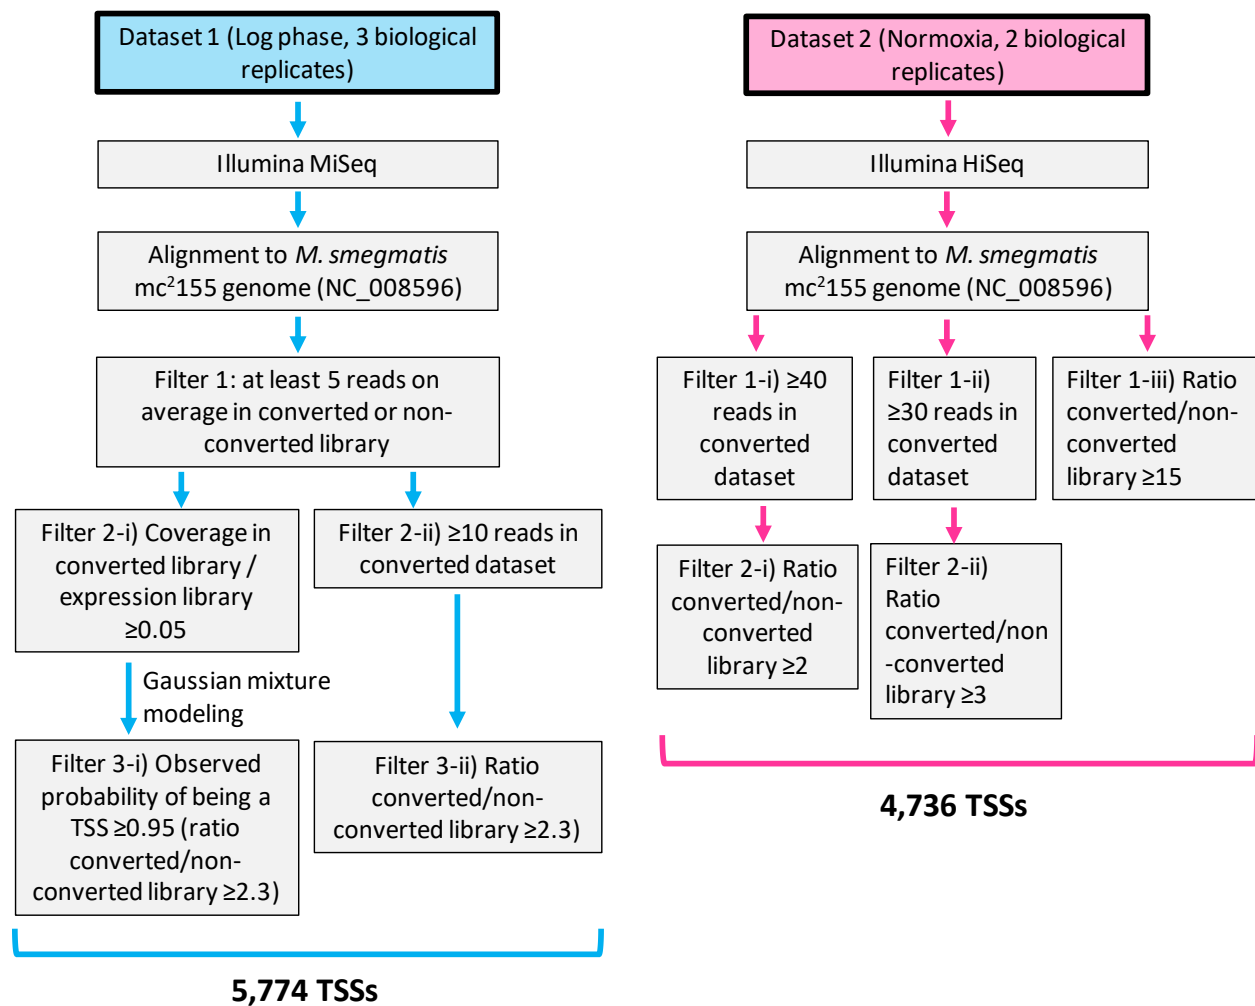 Dataset 1 (Log phase, 3 biological
replicates)
Illumina MiSeq
Alignment to M. smegmatis
mc²155 genome (NC_008596)
Filter 1: at least 5 reads on
average in converted or non-
converted library
Filter 2-i) Coverage in
converted library /
expression library
≥0.05
Filter 2-ii) ≥10 reads in
converted dataset
Gaussian mixture
modeling
Filter 3-i) Observed
probability of being a
TSS ≥0.95 (ratio
converted/non-
converted library ≥2.3)
Filter 3-ii) Ratio
converted/non-
converted library ≥2.3)
5,774 TSSs
Dataset 2 (Normoxia, 2 biological
replicates)
Illumina HiSeq
Alignment to M. smegmatis
mc²155 genome (NC_008596)
Filter 1-i) ≥40
reads in
converted
dataset
Filter 1-ii)
≥30 reads in
converted
dataset
Filter 1-iii) Ratio
converted/non-
converted
library ≥15
Filter 2-i) Ratio
converted/non-
converted
library ≥2
Filter 2-ii)
Ratio
converted/non
-converted
library ≥3
4,736 TSSs